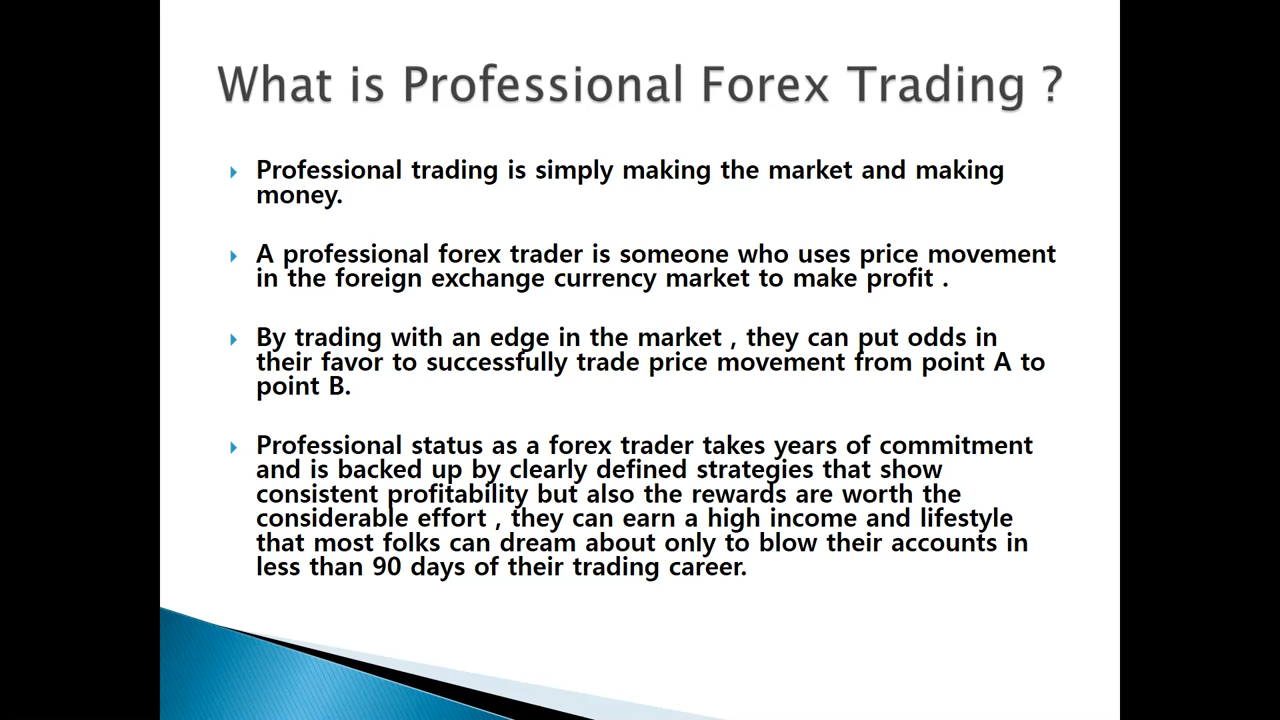 What is Professional Forex Trading ?
Professional trading is simply making the market and making
money.
A professional forex trader is someone who uses price movement
in the foreign exchange currency market to make profit .
By trading with an edge in the market , they can put odds in
their favor to successfully trade price movement from point A to
point B.
Professional status as a forex trader takes years of commitment
and is backed up by clearly defined strategies that show
consistent profitability but also the rewards are worth the
considerable effort , they can earn a high income and lifestyle
that most folks can dream about only to blow their accounts in
less than 90 days of their trading career.